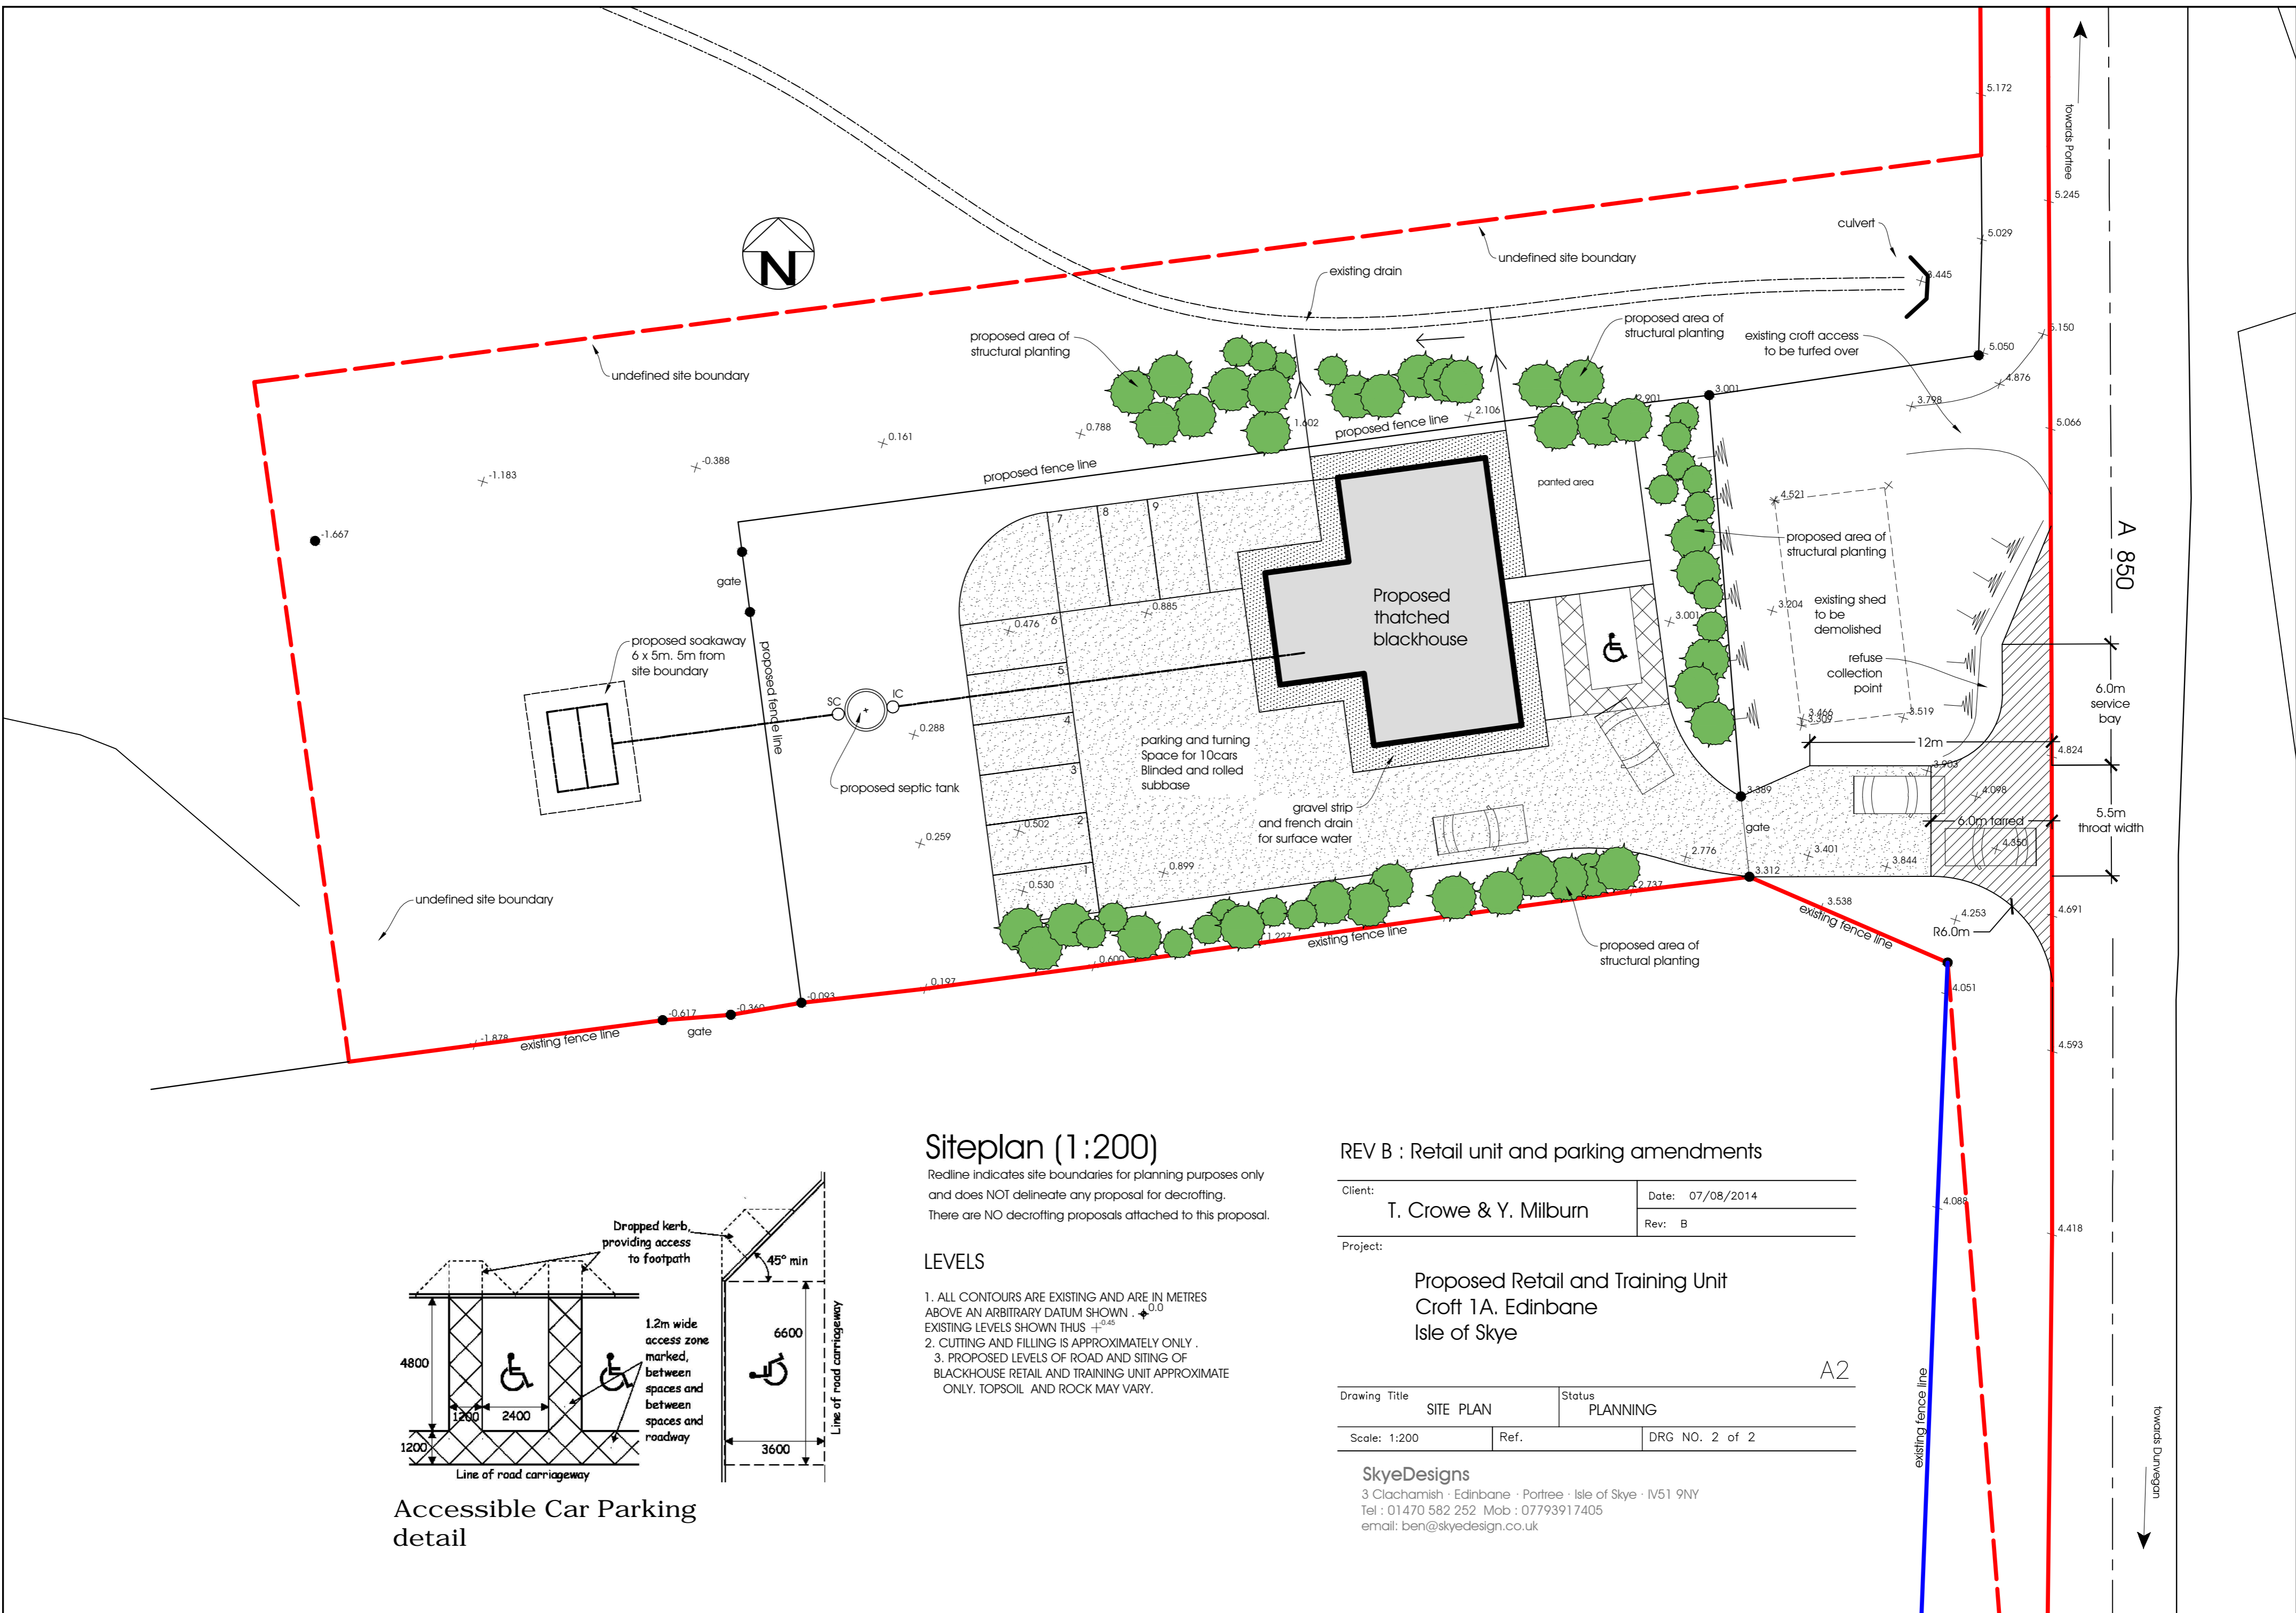 5.172
towards Portree
5.245
culvert
5.029
undefined site boundary
existing drain
3.445
proposed area of
structural planting
proposed area of
structural planting
existing croft access
to be turfed over
5.150
5.050
undefined site boundary
4.876
3.001
2.901
3.798
2.106
1.602
5.066
0.788
0.161
-0.388
-1.183
proposed fence line
proposed fence line
panted area
4.521
N
7
8
9
A 850
-1.667
proposed area of
structural planting
gate
Proposed
thatched
blackhouse
0.885
0.476
6
3.001
3.204
existing shed
to be
demolished
proposed soakaway
6 x 5m. 5m from
site boundary
proposed fence line
refuse
collection
point
5
SC
IC
4
6.0m
service
bay
3.466
3.309
3.519
0.288
parking and turning
Space for 10cars
Blinded and rolled
subbase
12m
4.824
3.903
3
proposed septic tank
gravel strip
and french drain
for surface water
3.389
4.098
5.5m
throat width
6.0m tarred
gate
0.502
2
0.259
2.776
3.401
3.844
4.350
0.899
1
0.530
3.312
2.737
undefined site boundary
3.538
existing fence line
4.253
4.691
R6.0m
1.227
existing fence line
proposed area of
structural planting
0.600
0.197
-0.093
-0.360
-0.617
gate
-1.878
existing fence line
4.051
4.593
4.088
4.418
existing fence line
towards Dunvegan
Siteplan (1:200)
Redline indicates site boundaries for planning purposes only
and does NOT delineate any proposal for decrofting.
There are NO decrofting proposals attached to this proposal.
LEVELS
1. ALL CONTOURS ARE EXISTING AND ARE IN METRES
ABOVE AN ARBITRARY DATUM SHOWN . 0.0
EXISTING LEVELS SHOWN THUS -0.45
2. CUTTING AND FILLING IS APPROXIMATELY ONLY .
3. PROPOSED LEVELS OF ROAD AND SITING OF
BLACKHOUSE RETAIL AND TRAINING UNIT APPROXIMATE
ONLY. TOPSOIL AND ROCK MAY VARY.
Dropped kerb,
providing access
to footpath
45° min
1.2m wide
access zone
marked,
between
spaces and
between
spaces and
roadway
4800
1200
2400
1200
Line of road carriageway
6600
3600
Line of road carriageway
Accessible Car Parking
detail
REV B : Retail unit and parking amendments
Client:
T. Crowe & Y. Milburn
Date: 07/08/2014
Rev: B
Project:
Proposed Retail and Training Unit
Croft 1A. Edinbane
Isle of Skye
A2
Drawing Title
SITE PLAN
Status
PLANNING
Scale: 1:200
Ref.
DRG NO. 2 of 2
SkyeDesigns
3 Clachamish · Edinbane · Portree · Isle of Skye · IV51 9NY
Tel : 01470 582 252 Mob : 07793917405
email: ben@skyedesign.co.uk